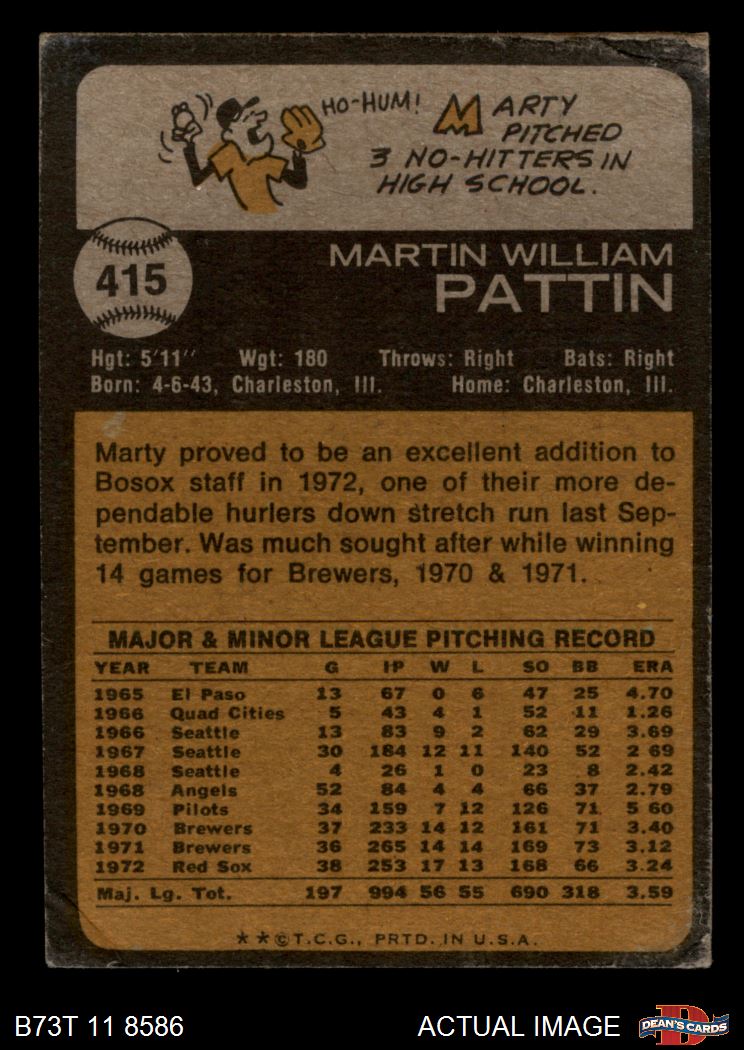 HO-HUM! MARTY
PITCHED
3 NO-HITTERS IN
HIGH SCHOOL.
415
MARTIN WILLIAM
PATTIN
Hgt: 5'11" Wgt: 180 Throws: Right Bats: Right
Born: 4-6-43, Charleston, Ill. Home: Charleston, Ill.
Marty proved to be an excellent addition to
Bosox staff in 1972, one of their more de-
pendable hurlers down stretch run last Sep-
tember. Was much sought after while winning
14 games for Brewers, 1970 & 1971.
MAJOR & MINOR LEAGUE PITCHING RECORD
YEAR TEAM G IP W L SO BB ERA
1965 El Paso 13 67 0 6 47 25 4.70
1966 Quad Cities 5 43 4 1 52 11 1.26
1966 Seattle 13 83 9 2 62 29 3.69
1967 Seattle 30 184 12 11 140 52 2 69
1968 Seattle 4 26 1 0 23 8 2.42
1968 Angels 52 84 4 4 66 37 2.79
1969 Pilots 34 159 7 12 126 71 5 60
1970 Brewers 37 233 14 12 161 71 3.40
1971 Brewers 36 265 14 14 169 73 3.12
1972 Red Sox 38 253 17 13 168 66 3.24
Maj. Lg. Tot. 197 994 56 55 690 318 3.59
★★©T.C.G., PRTD. IN U.S.A.
B73T 11 8586 ACTUAL IMAGE DEAN'S CARDS